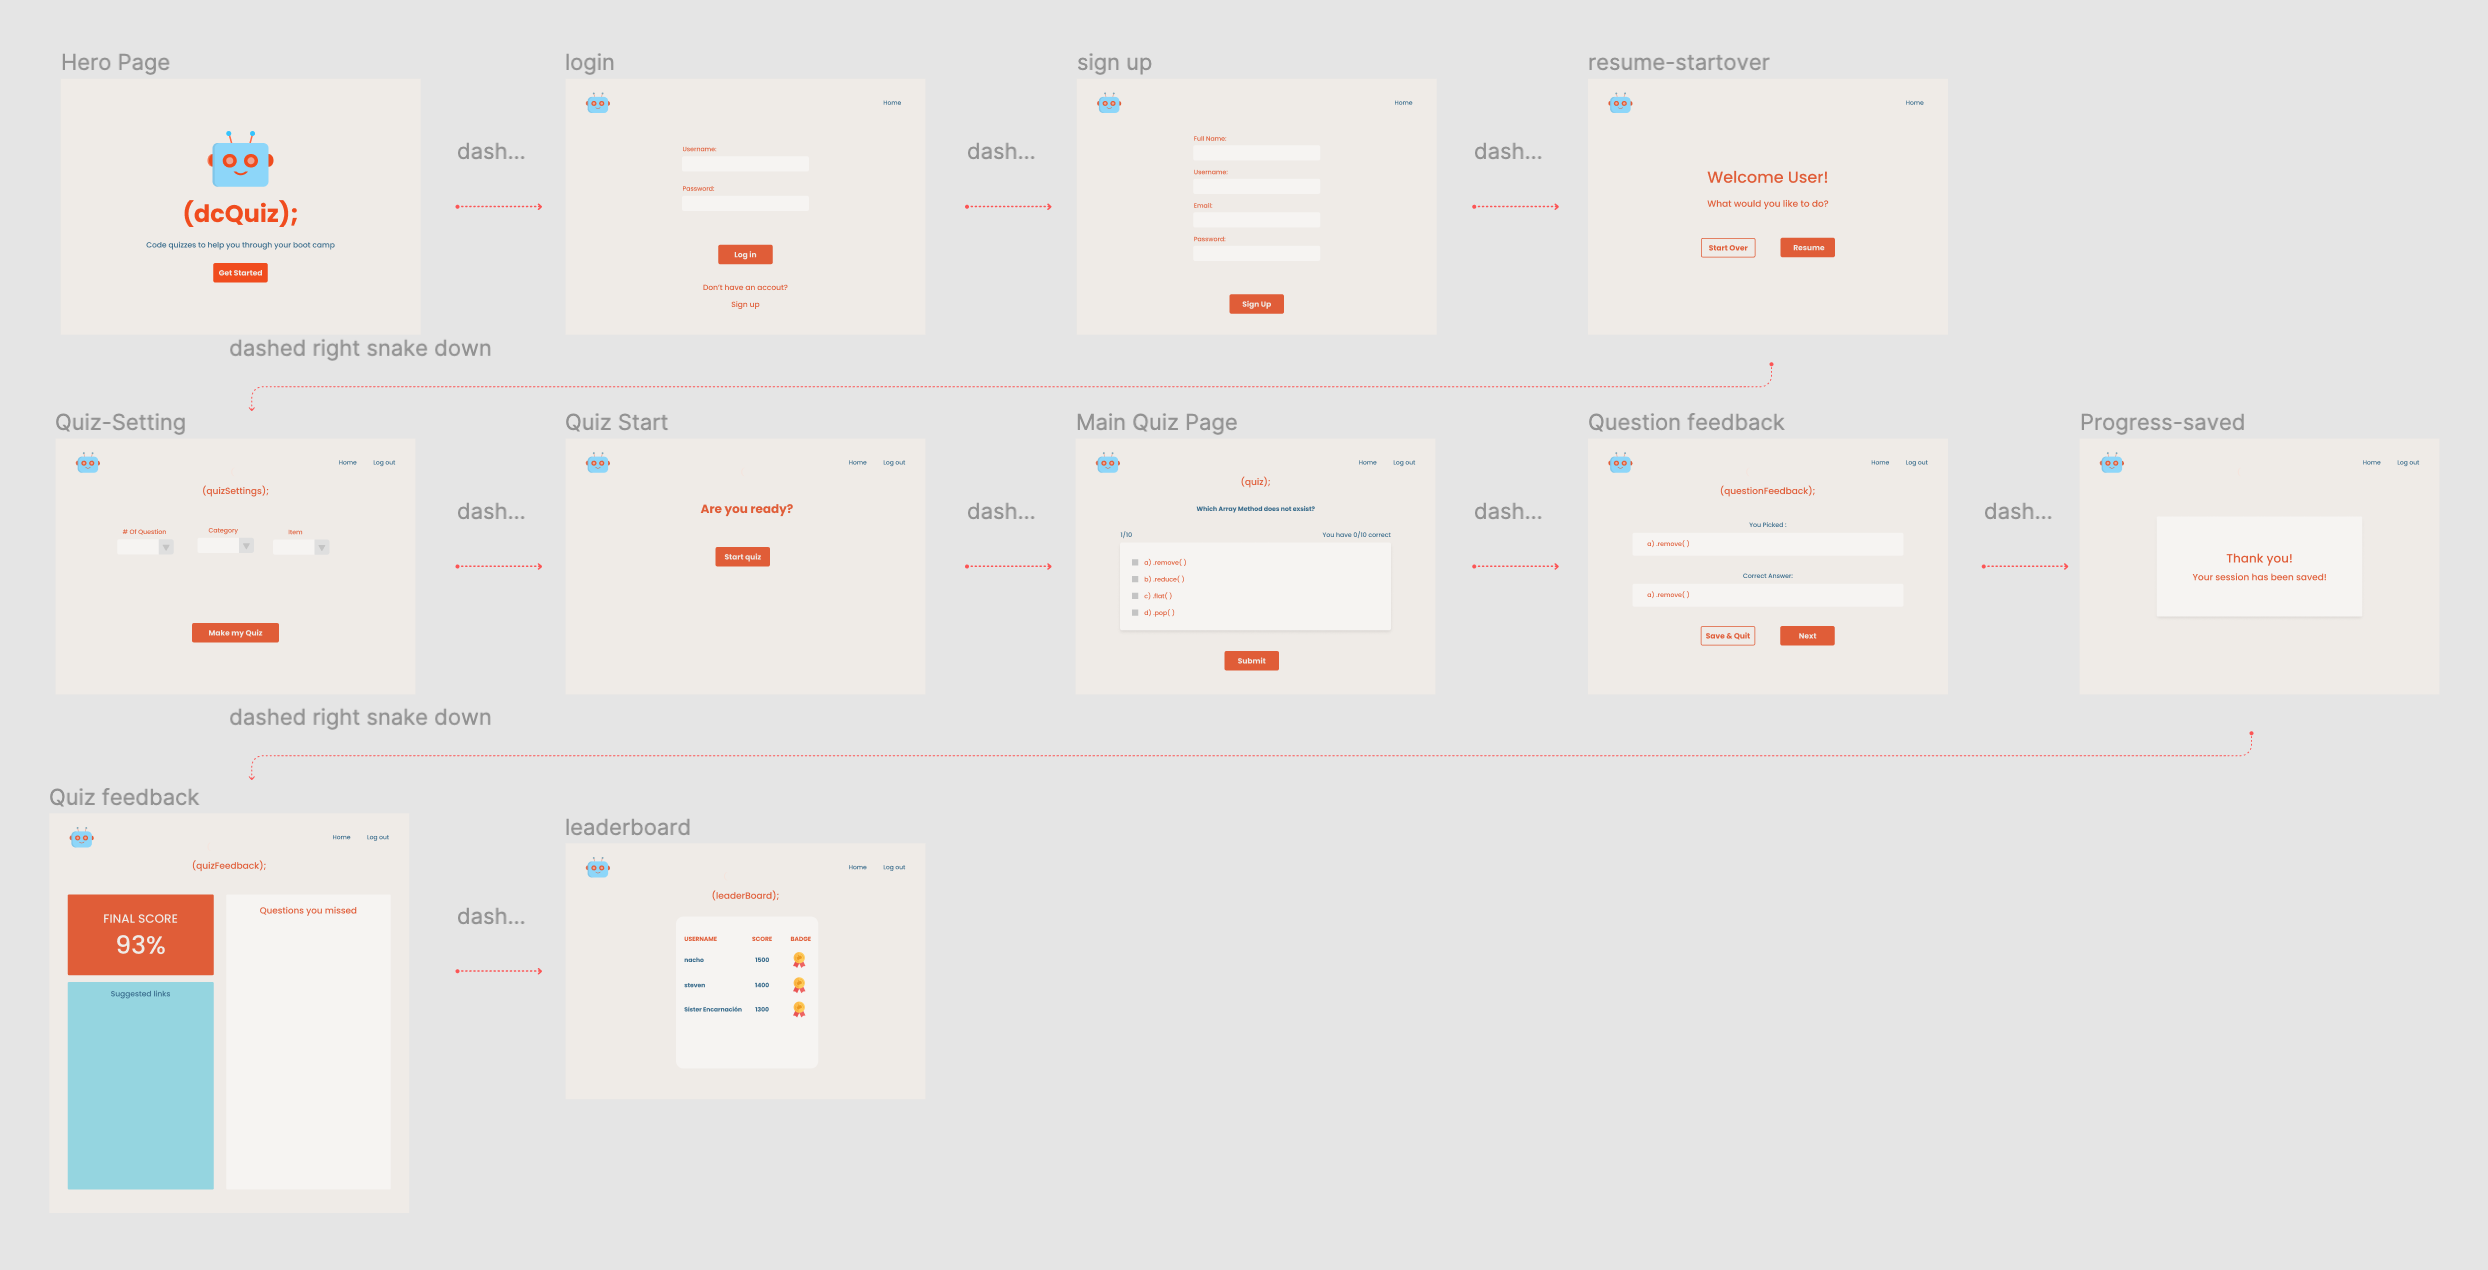 Hero Page
(dcQuiz);
Code quizzes to help you through your boot camp
Get Started
dash...
login
Home
Username:
Password:
Log in
Don't have an accout?
Sign up
dash...
sign up
Home
Full Name:
Username:
Email:
Password:
Sign Up
dash...
resume-startover
Home
Welcome User!
What would you like to do?
Start Over
Resume
dashed right snake down
Quiz-Setting
Home
Log out
(quizSettings);
# Of Question
Category
Item
Make my Quiz
dash...
Quiz Start
Home
Log out
Are you ready?
Start quiz
dash...
Main Quiz Page
Home
Log out
(quiz);
Which Array Method does not exsist?
1/10
You have 0/10 correct
a) .remove( )
b) .reduce( )
c) .flat( )
d) .pop( )
Submit
dash...
Question feedback
Home
Log out
(questionFeedback);
You Picked :
a) .remove( )
Correct Answer:
a) .remove( )
Save & Quit
Next
dash...
Progress-saved
Home
Log out
Thank you!
Your session has been saved!
dashed right snake down
Quiz feedback
Home
Log out
(quizFeedback);
FINAL SCORE
93%
Suggested links
Questions you missed
dash...
leaderboard
Home
Log out
(leaderBoard);
USERNAME SCORE BADGE
nacho 1500
steven 1400
Sister Encarnación 1300